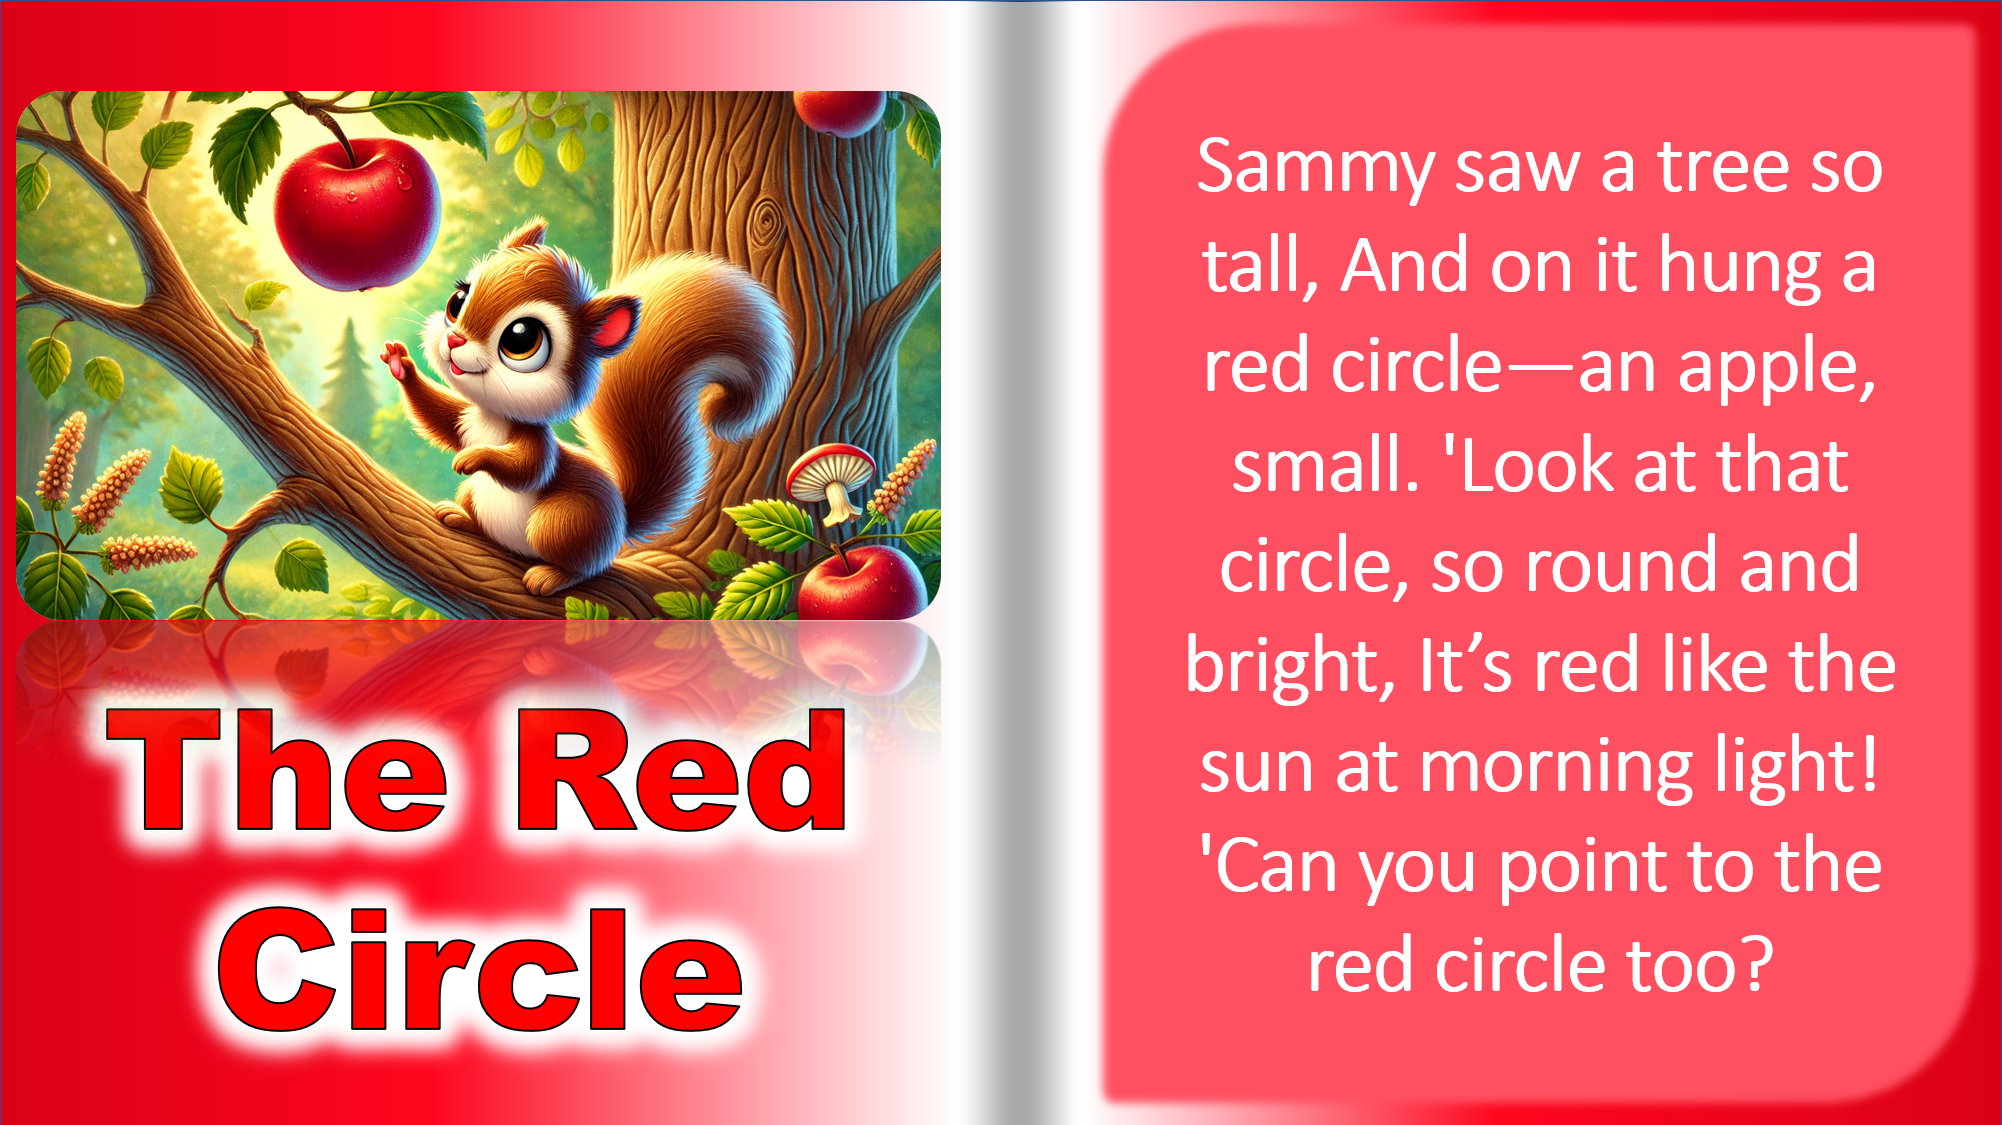 The Red
Circle
Sammy saw a tree so
tall, And on it hung a
red circle—an apple,
small. 'Look at that
circle, so round and
bright, It’s red like the
sun at morning light!
'Can you point to the
red circle too?